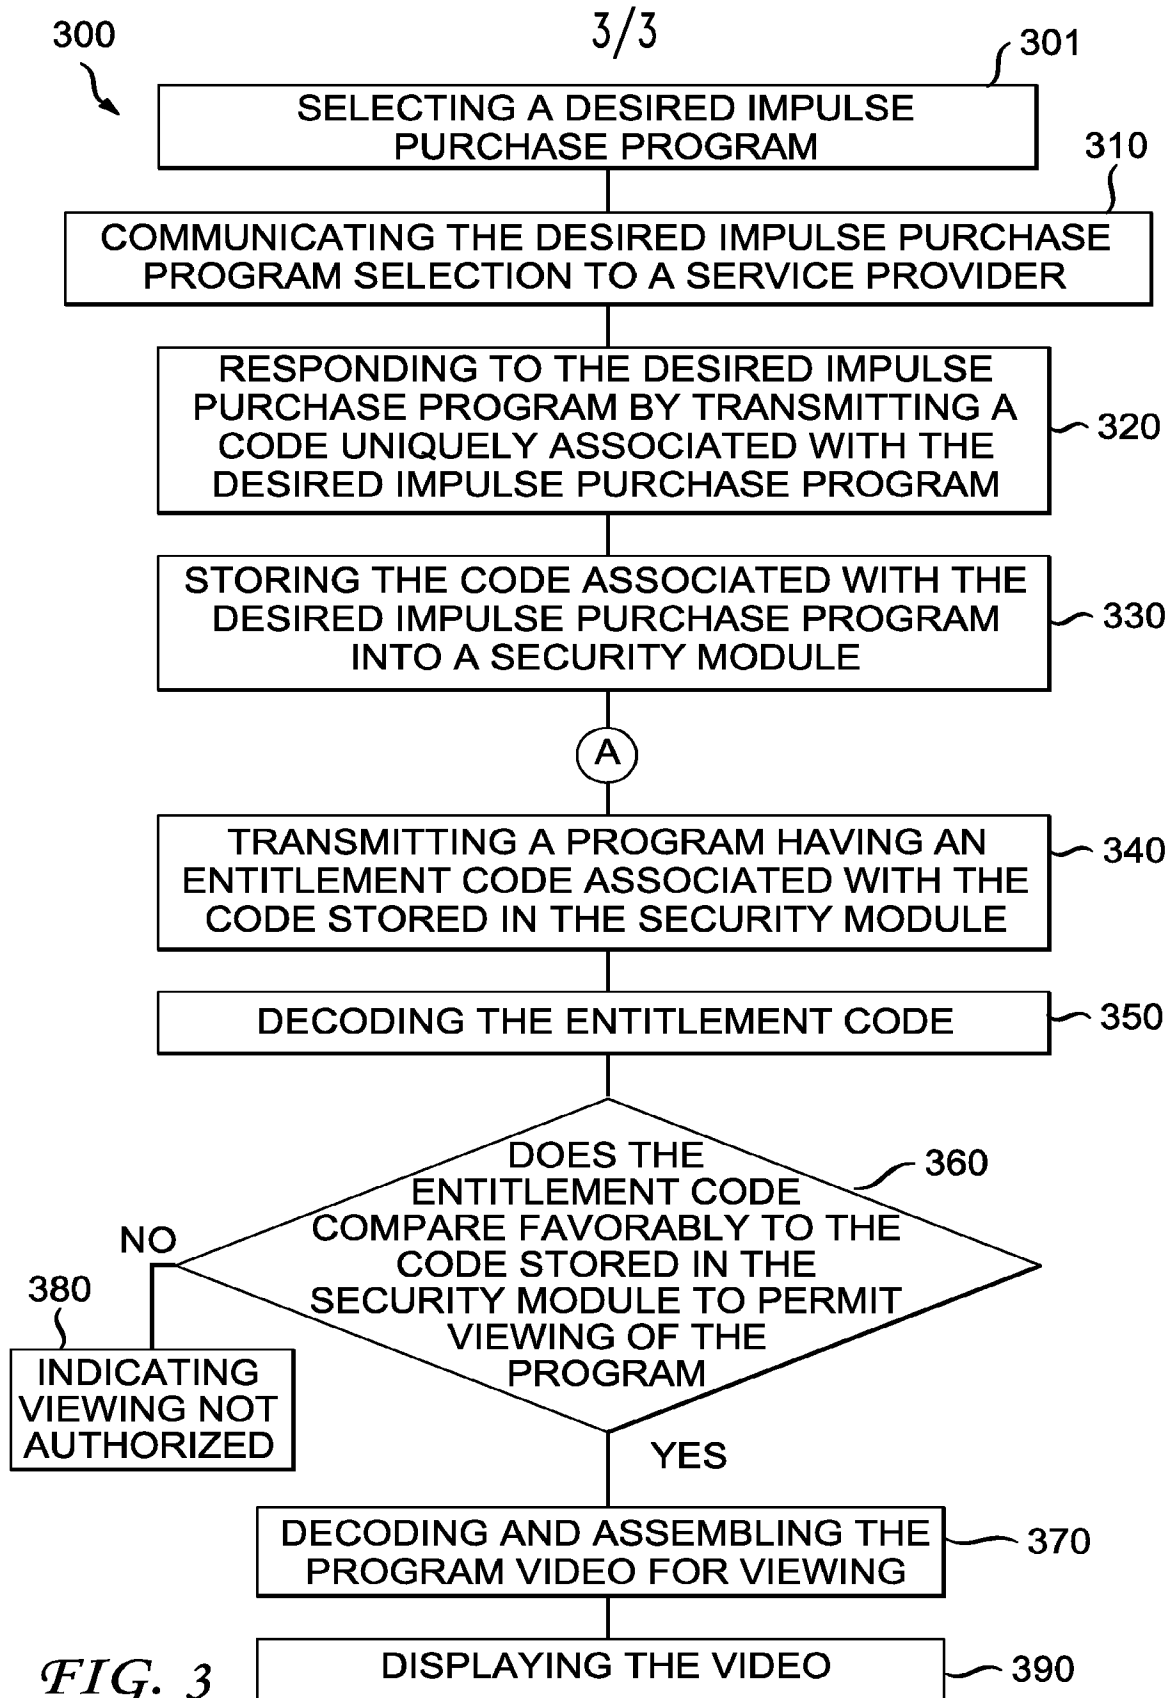 3/3
300
301
SELECTING A DESIRED IMPULSE
PURCHASE PROGRAM
310
COMMUNICATING THE DESIRED IMPULSE PURCHASE
PROGRAM SELECTION TO A SERVICE PROVIDER
RESPONDING TO THE DESIRED IMPULSE
PURCHASE PROGRAM BY TRANSMITTING A
CODE UNIQUELY ASSOCIATED WITH THE
DESIRED IMPULSE PURCHASE PROGRAM
320
STORING THE CODE ASSOCIATED WITH THE
DESIRED IMPULSE PURCHASE PROGRAM
INTO A SECURITY MODULE
330
A
TRANSMITTING A PROGRAM HAVING AN
ENTITLEMENT CODE ASSOCIATED WITH THE
CODE STORED IN THE SECURITY MODULE
340
DECODING THE ENTITLEMENT CODE
350
DOES THE
ENTITLEMENT CODE
COMPARE FAVORABLY TO THE
CODE STORED IN THE
SECURITY MODULE TO PERMIT
VIEWING OF THE
PROGRAM
360
NO
380
INDICATING
VIEWING NOT
AUTHORIZED
YES
DECODING AND ASSEMBLING THE
PROGRAM VIDEO FOR VIEWING
370
DISPLAYING THE VIDEO
390
FIG. 3